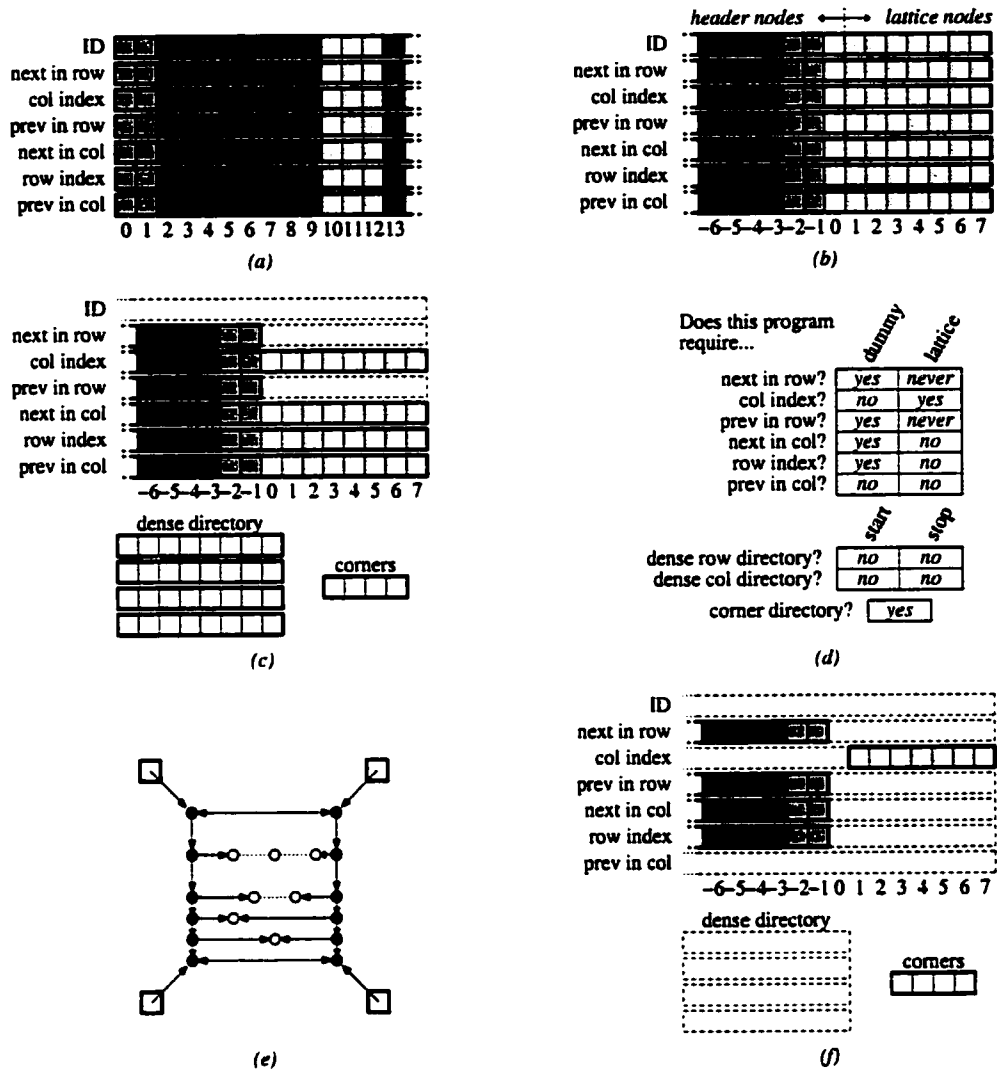 header nodes lattice nodes
ID
next in row
col index
prev in row
next in col
row index
prev in col
0 1 2 3 4 5 6 7 8 9 10 11 12 13
(a)
ID
next in row
col index
prev in row
next in col
row index
prev in col
-6 -5 -4 -3 -2 -1 0 1 2 3 4 5 6 7
(b)
ID
next in row
col index
prev in row
next in col
row index
prev in col
-6 -5 -4 -3 -2 -1 0 1 2 3 4 5 6 7
dense directory
corners
(c)
Does this program
require...
dummy lattice
next in row? yes never
col index? no yes
prev in row? yes never
next in col? yes no
row index? yes no
prev in col? no no
start stop
dense row directory? no no
dense col directory? no no
corner directory? yes
(d)
(e)
ID
next in row
col index
prev in row
next in col
row index
prev in col
-6 -5 -4 -3 -2 -1 0 1 2 3 4 5 6 7
dense directory
corners
(f)